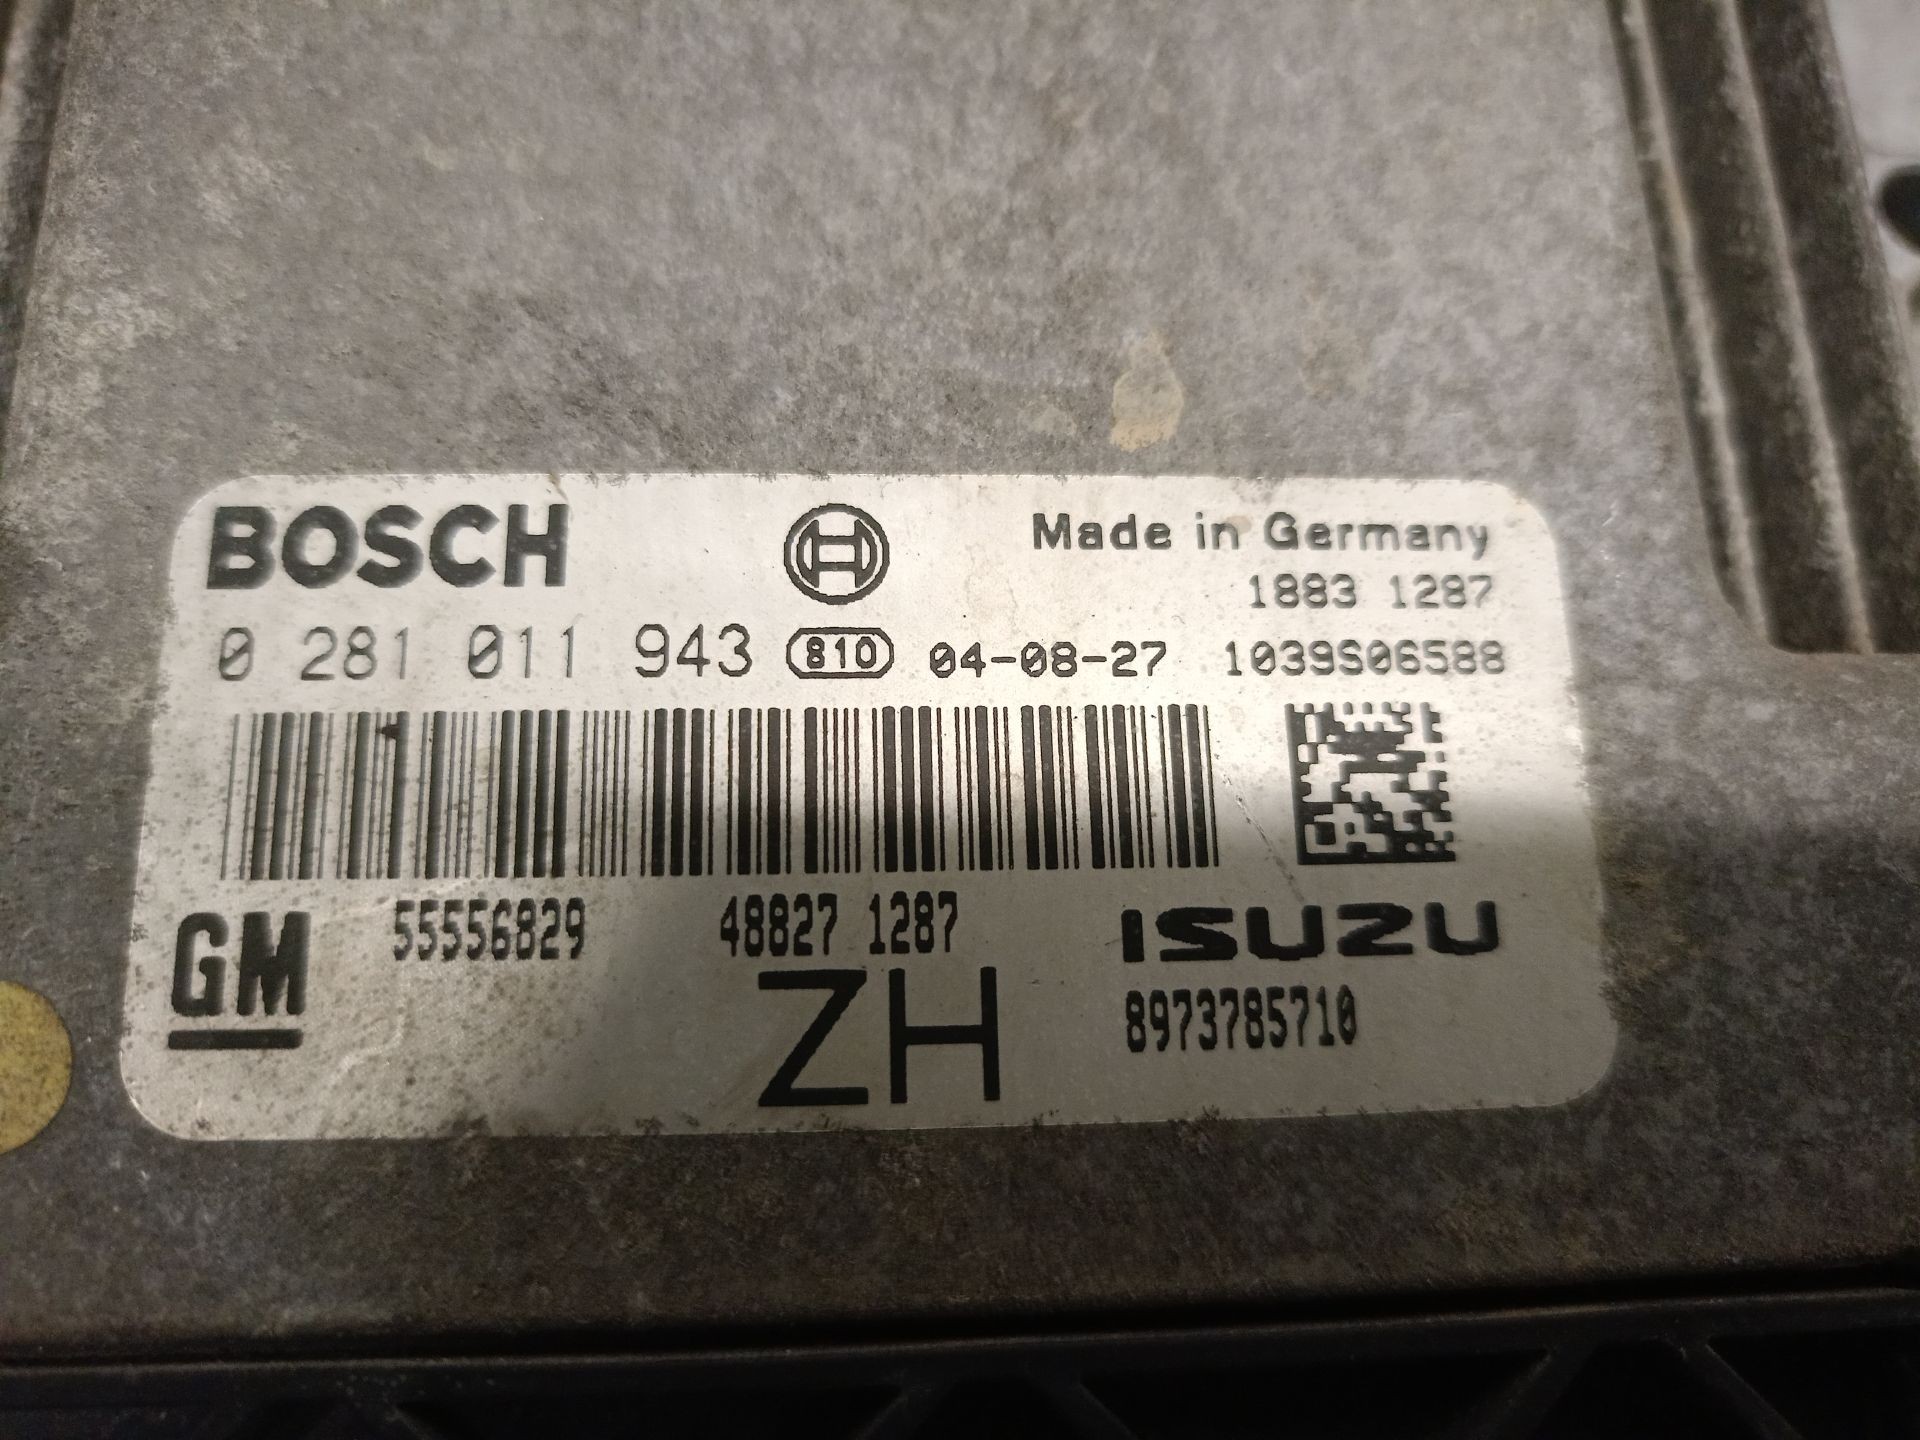 BOSCH
Made in Germany
1883 1287
0 281 011 943 810 04-08-27 1039S06588
GM 55556829 48827 1287 ISUZU
ZH 8973785710